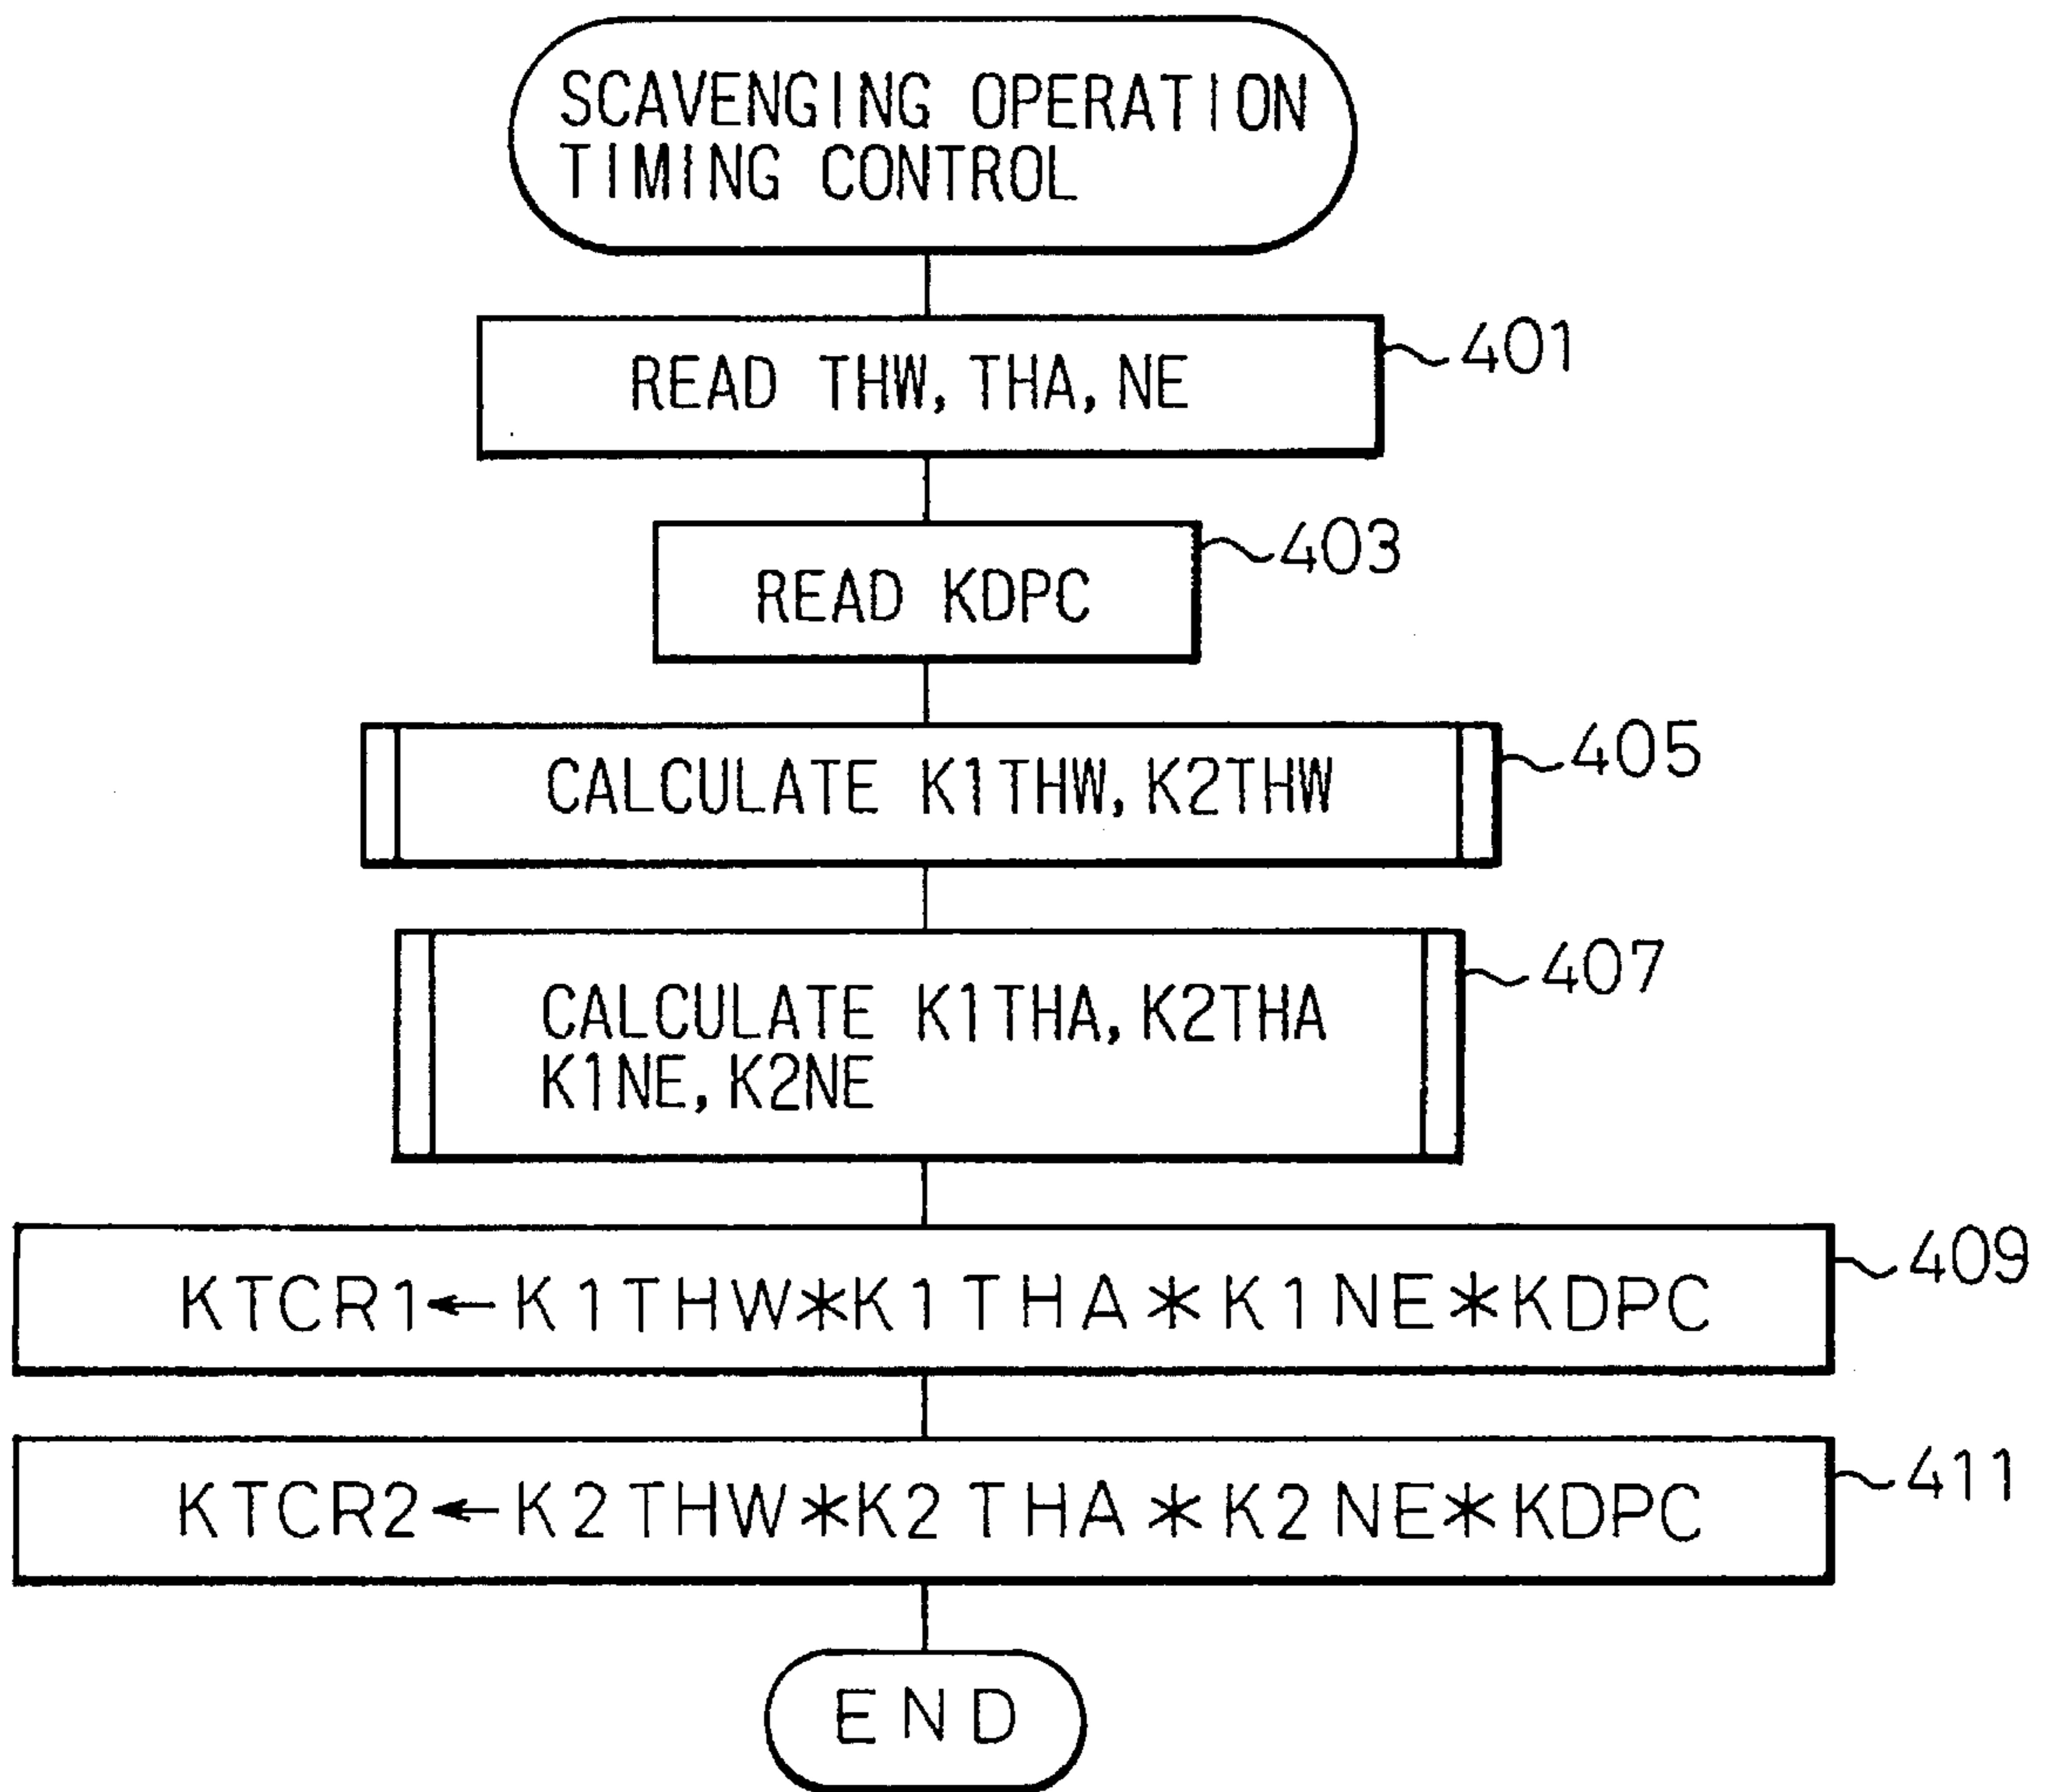 SCAVENGING OPERATION
TIMING CONTROL
READ THW, THA, NE
401
READ KDPC
403
CALCULATE K1THW, K2THW
405
CALCULATE K1THA, K2THA
K1NE, K2NE
407
KTCR1←K1THW*K1THA*K1NE*KDPC
409
KTCR2←K2THW*K2THA*K2NE*KDPC
411
END